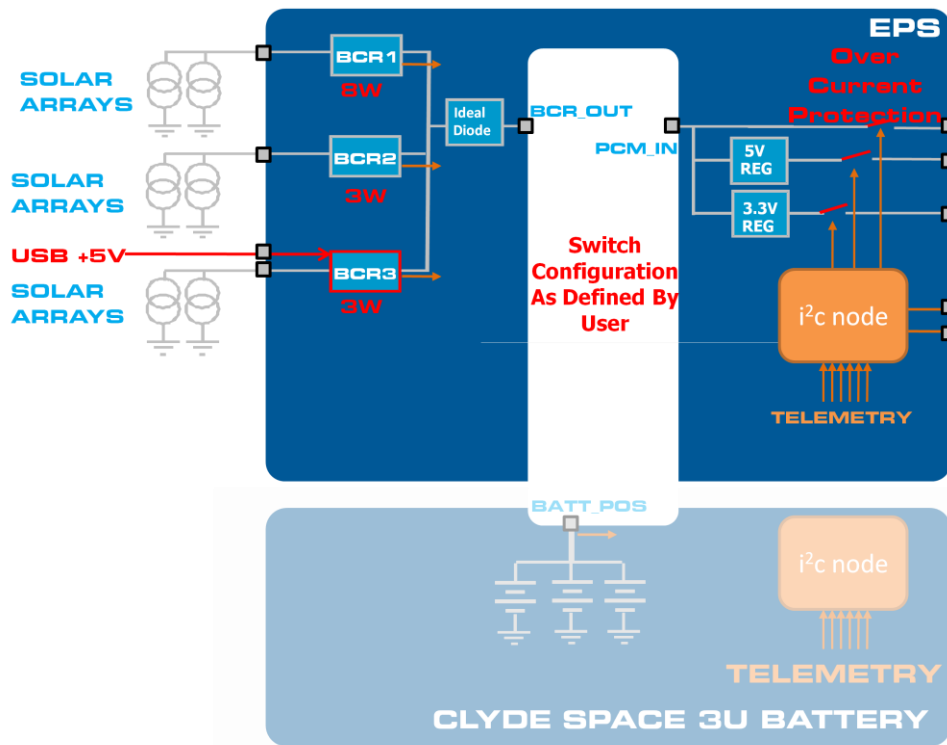 EPS
Over
Current
Protection
SOLAR
ARRAYS
BCR1
8W
Ideal
Diode
BCR_OUT
PCM_IN
5V
REG
SOLAR
ARRAYS
BCR2
3W
3.3V
REG
USB +5V
SOLAR
ARRAYS
BCR3
3W
Switch
Configuration
As Defined By
User
i²c node
TELEMETRY
BATT_POS
i²c node
TELEMETRY
CLYDE SPACE 3U BATTERY